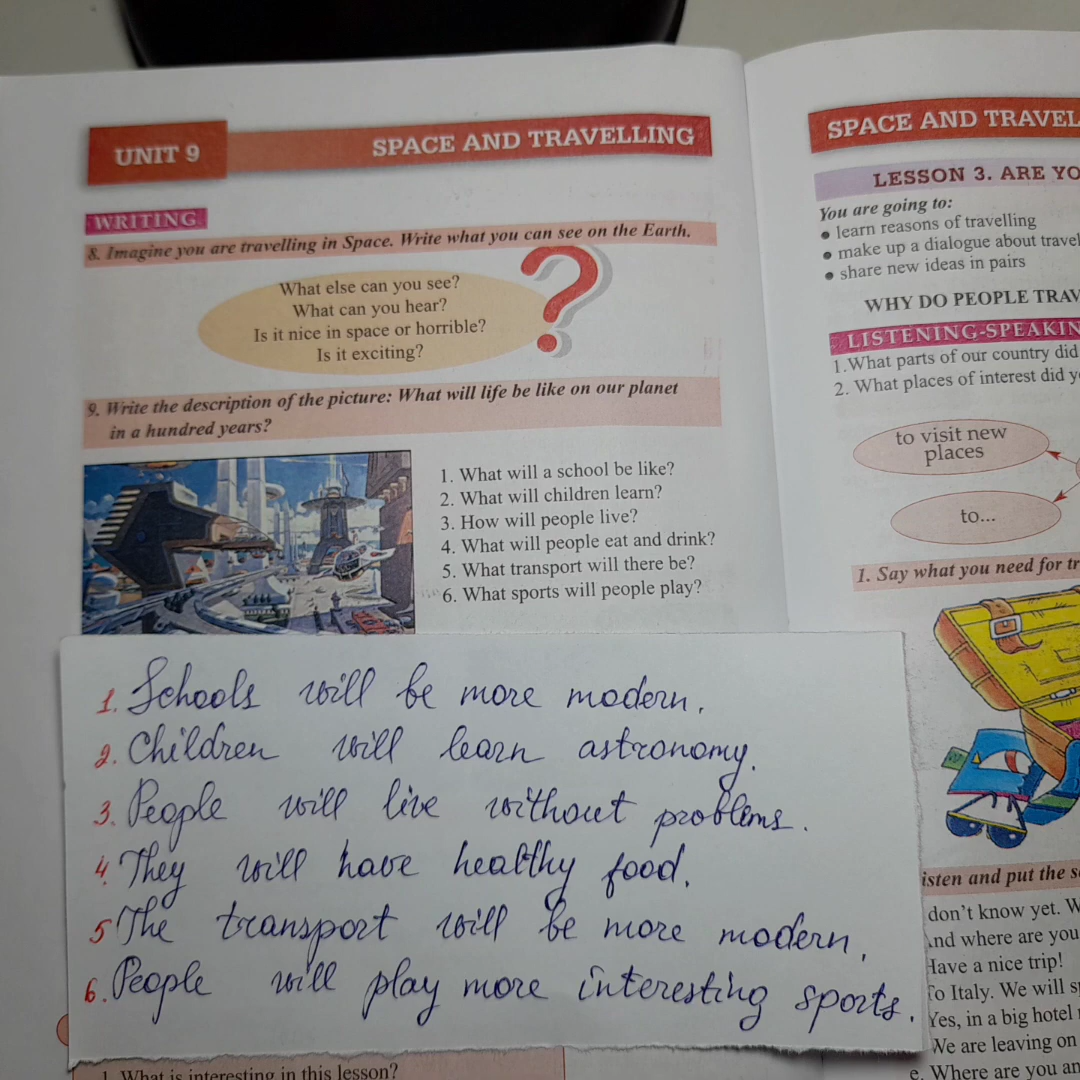 UNIT 9
SPACE AND TRAVELLING
WRITING
8. Imagine you are travelling in Space. Write what you can see on the Earth.
What else can you see?
What can you hear?
Is it nice in space or horrible?
Is it exciting?
?
9. Write the description of the picture: What will life be like on our planet
in a hundred years?
1. What will a school be like?
2. What will children learn?
3. How will people live?
4. What will people eat and drink?
5. What transport will there be?
6. What sports will people play?
1. Schools will be more modern.
2. Children will learn astronomy.
3. People will live without problems.
4. They will have healthy food.
5 The transport will be more modern.
6. People will play more interesting sports.
1. What is interesting in this lesson?
SPACE AND TRAVEL
LESSON 3. ARE YO
You are going to:
• learn reasons of travelling
• make up a dialogue about travel
• share new ideas in pairs
WHY DO PEOPLE TRAV
LISTENING-SPEAKIN
1.What parts of our country did
2. What places of interest did y
to visit new
places
to...
1. Say what you need for tr
isten and put the s
don't know yet. W
And where are you
Have a nice trip!
To Italy. We will sp
Yes, in a big hotel
We are leaving on
e. Where are you an